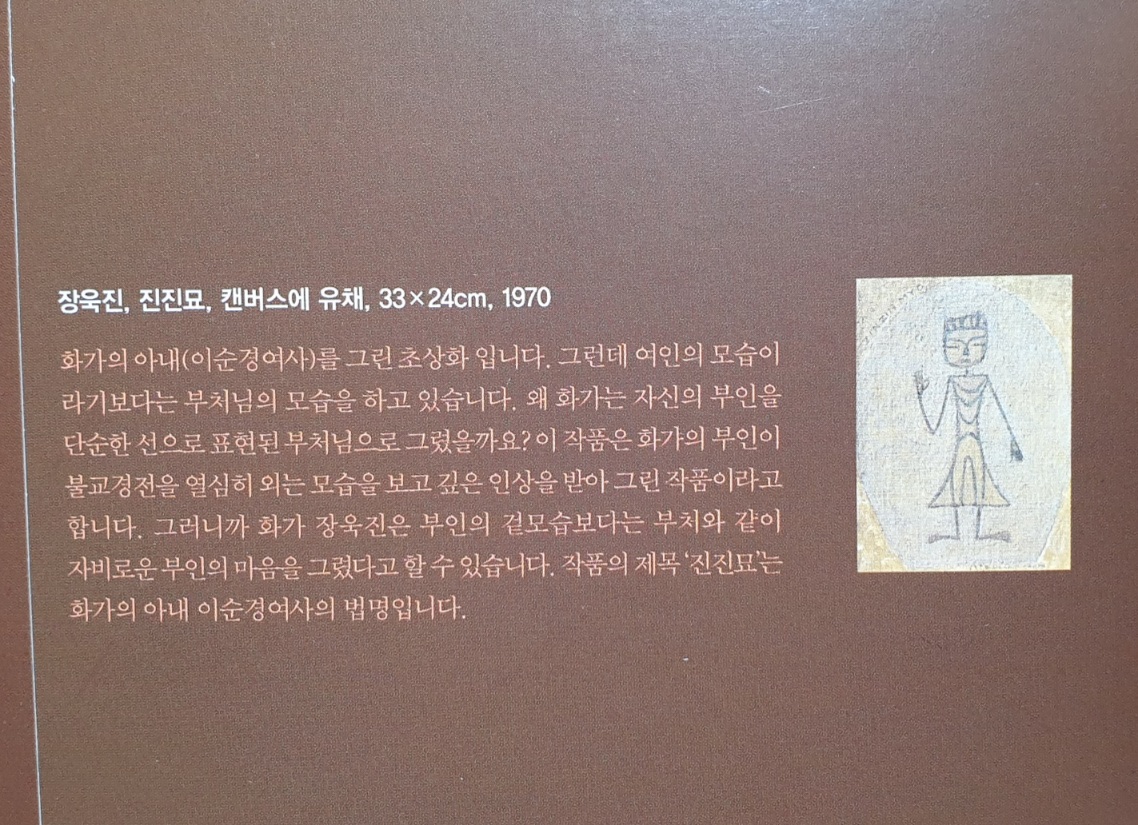 장욱진, 진진묘, 캔버스에 유채, 33×24cm, 1970
화가의 아내(이순경여사)를 그린 초상화 입니다. 그런데 여인의 모습이
라기보다는 부처님의 모습을 하고 있습니다. 왜 화가는 자신의 부인을
단순한 선으로 표현된 부처님으로 그렸을까요? 이 작품은 화가의 부인이
불교경전을 열심히 외는 모습을 보고 깊은 인상을 받아 그린 작품이라고
합니다. 그러니까 화가 장욱진은 부인의 겉모습보다는 부처와 같이
자비로운 부인의 마음을 그렸다고 할 수 있습니다. 작품의 제목 ‘진진묘’는
화가의 아내 이순경여사의 법명입니다.